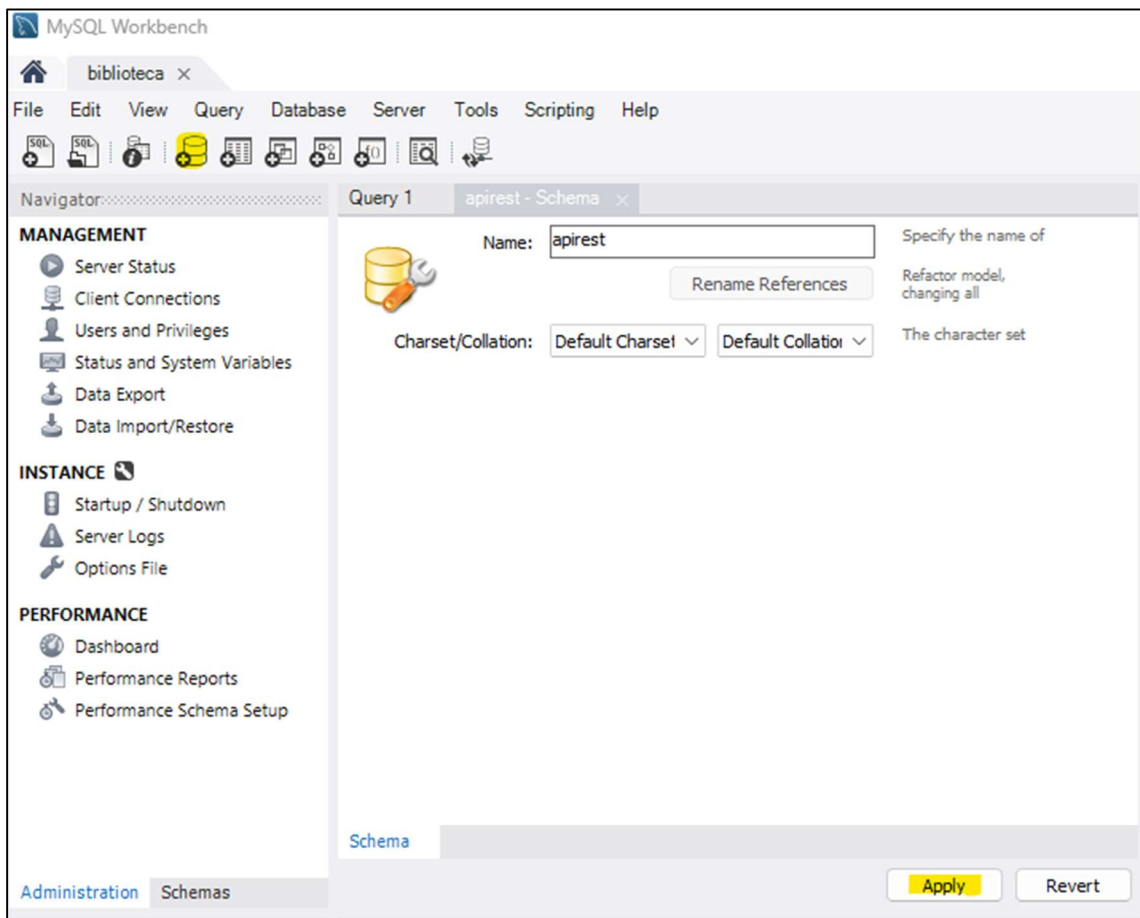 MySQL Workbench
biblioteca
File Edit View Query Database Server Tools Scripting Help
SQL SQL
Navigator
Query 1
apirest - Schema
MANAGEMENT
Server Status
Client Connections
Users and Privileges
Status and System Variables
Data Export
Data Import/Restore
INSTANCE
Startup / Shutdown
Server Logs
Options File
PERFORMANCE
Dashboard
Performance Reports
Performance Schema Setup
Administration Schemas
Name: apirest
Specify the name of
Rename References
Refactor model,
changing all
Charset/Collation: Default Charset Default Collation
The character set
Schema
Apply Revert